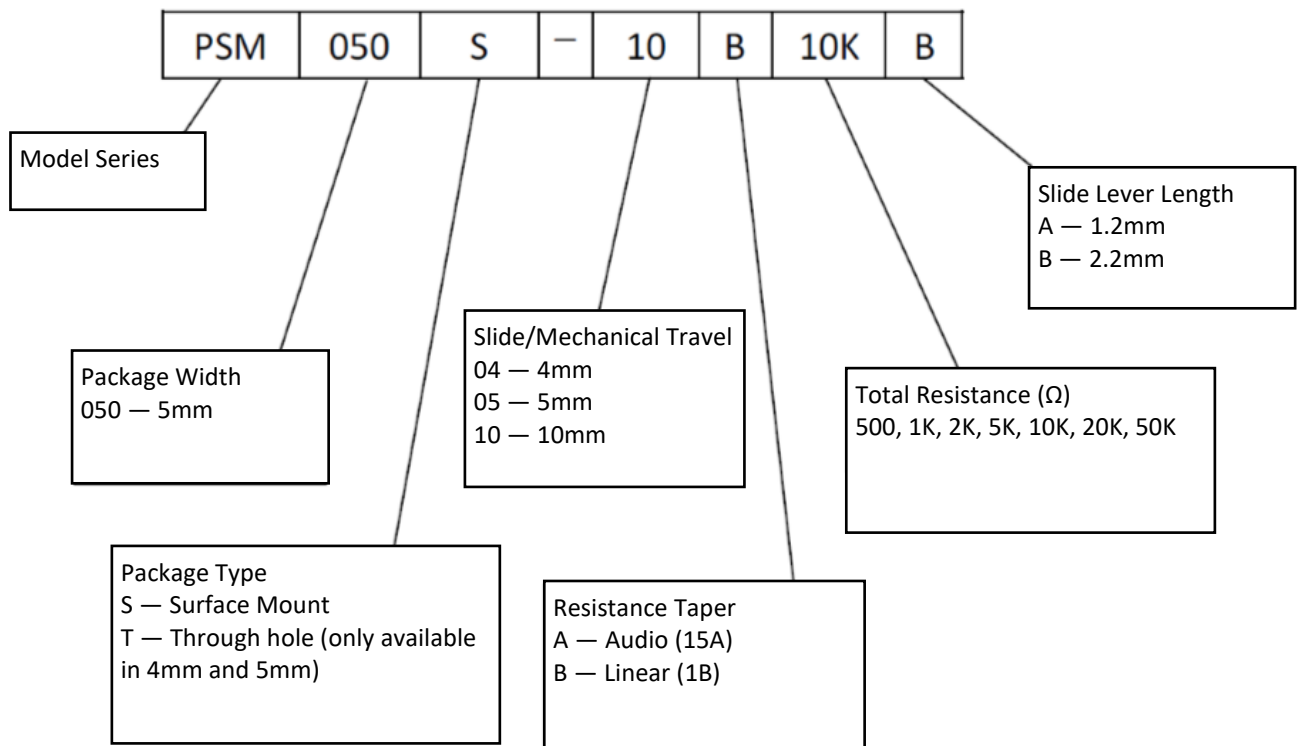 PSM 050 S – 10 B 10K B
Model Series
Slide Lever Length
A — 1.2mm
B — 2.2mm
Slide/Mechanical Travel
04 — 4mm
05 — 5mm
10 — 10mm
Package Width
050 — 5mm
Total Resistance (Ω)
500, 1K, 2K, 5K, 10K, 20K, 50K
Package Type
S — Surface Mount
T — Through hole (only available
in 4mm and 5mm)
Resistance Taper
A — Audio (15A)
B — Linear (1B)